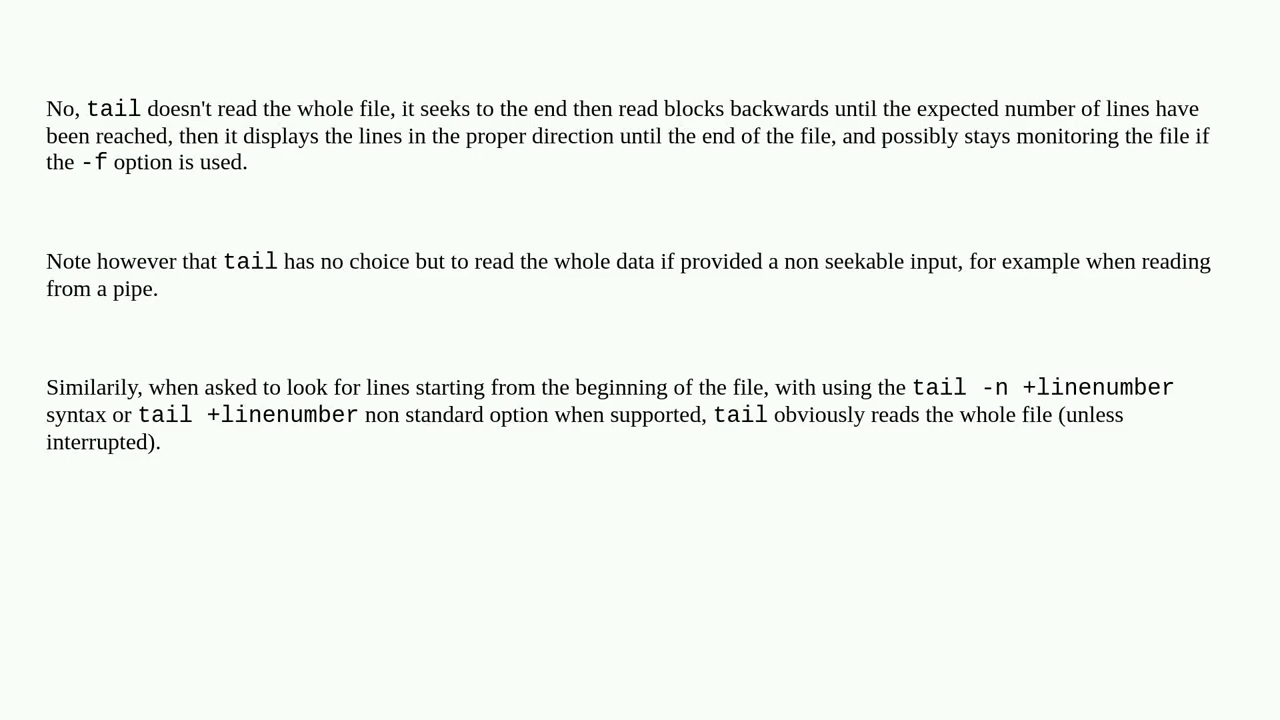 No, tail doesn't read the whole file, it seeks to the end then read blocks backwards until the expected number of lines have
been reached, then it displays the lines in the proper direction until the end of the file, and possibly stays monitoring the file if
the -f option is used.
Note however that tail has no choice but to read the whole data if provided a non seekable input, for example when reading
from a pipe.
Similarily, when asked to look for lines starting from the beginning of the file, with using the tail -n +linenumber
syntax or tail +linenumber non standard option when supported, tail obviously reads the whole file (unless
interrupted).